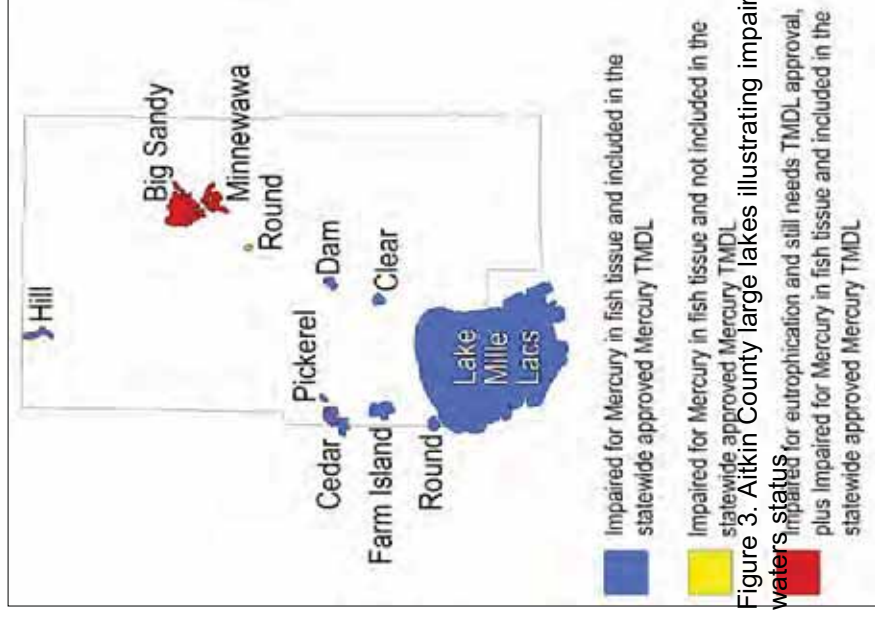 Hill
Big Sandy
Minnewawa
Round
Pickerel
Dam
Cedar
Clear
Farm Island
Round
Lake
Mille
Lacs
Impaired for Mercury in fish tissue and included in the
statewide approved Mercury TMDL
Impaired for Mercury in fish tissue and not included in the
statewide approved Mercury TMDL
Impaired for eutrophication and still needs TMDL approval,
plus Impaired for Mercury in fish tissue and included in the
statewide approved Mercury TMDL
Figure 3. Aitkin County large lakes illustrating impair
waters status